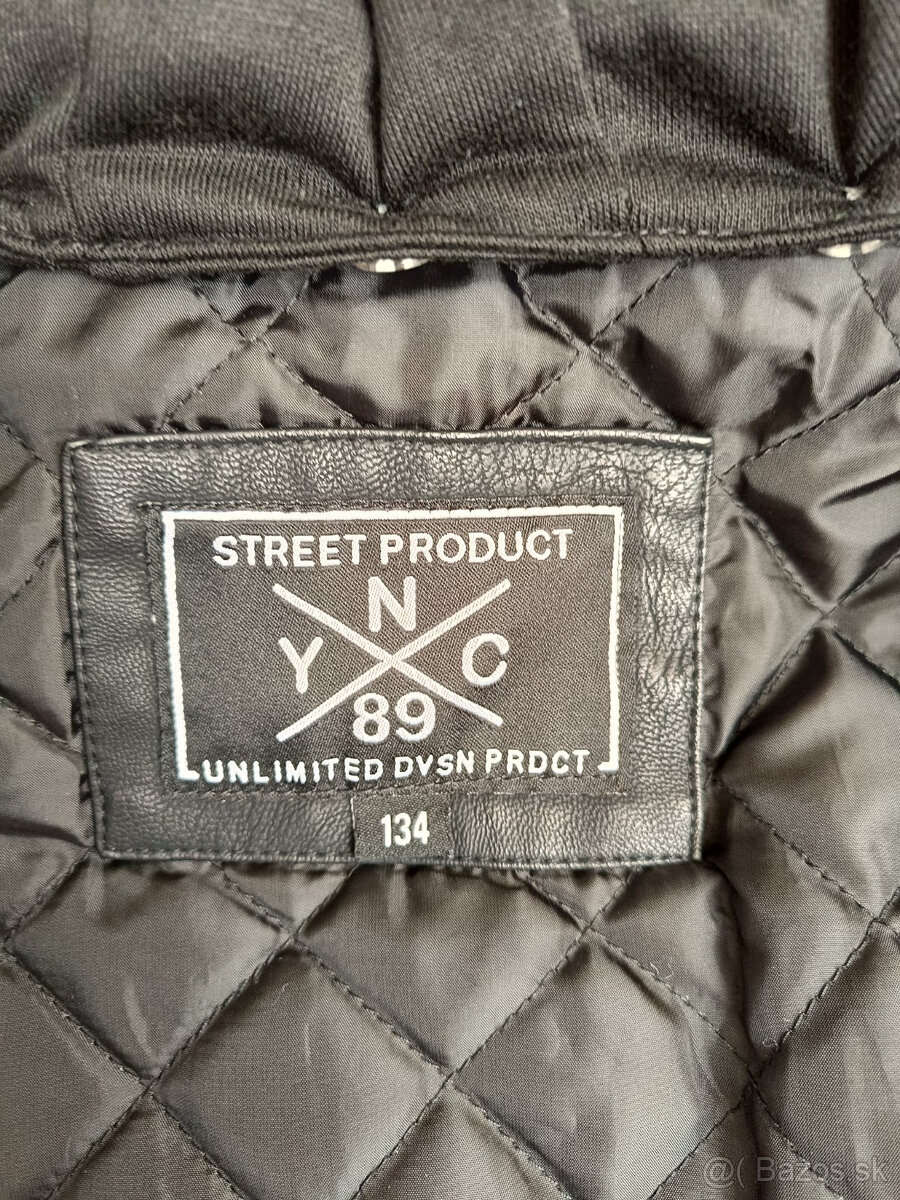 STREET PRODUCT
N
Y C
89
UNLIMITED DVSN PRDCT
134
@( Bazos.sk